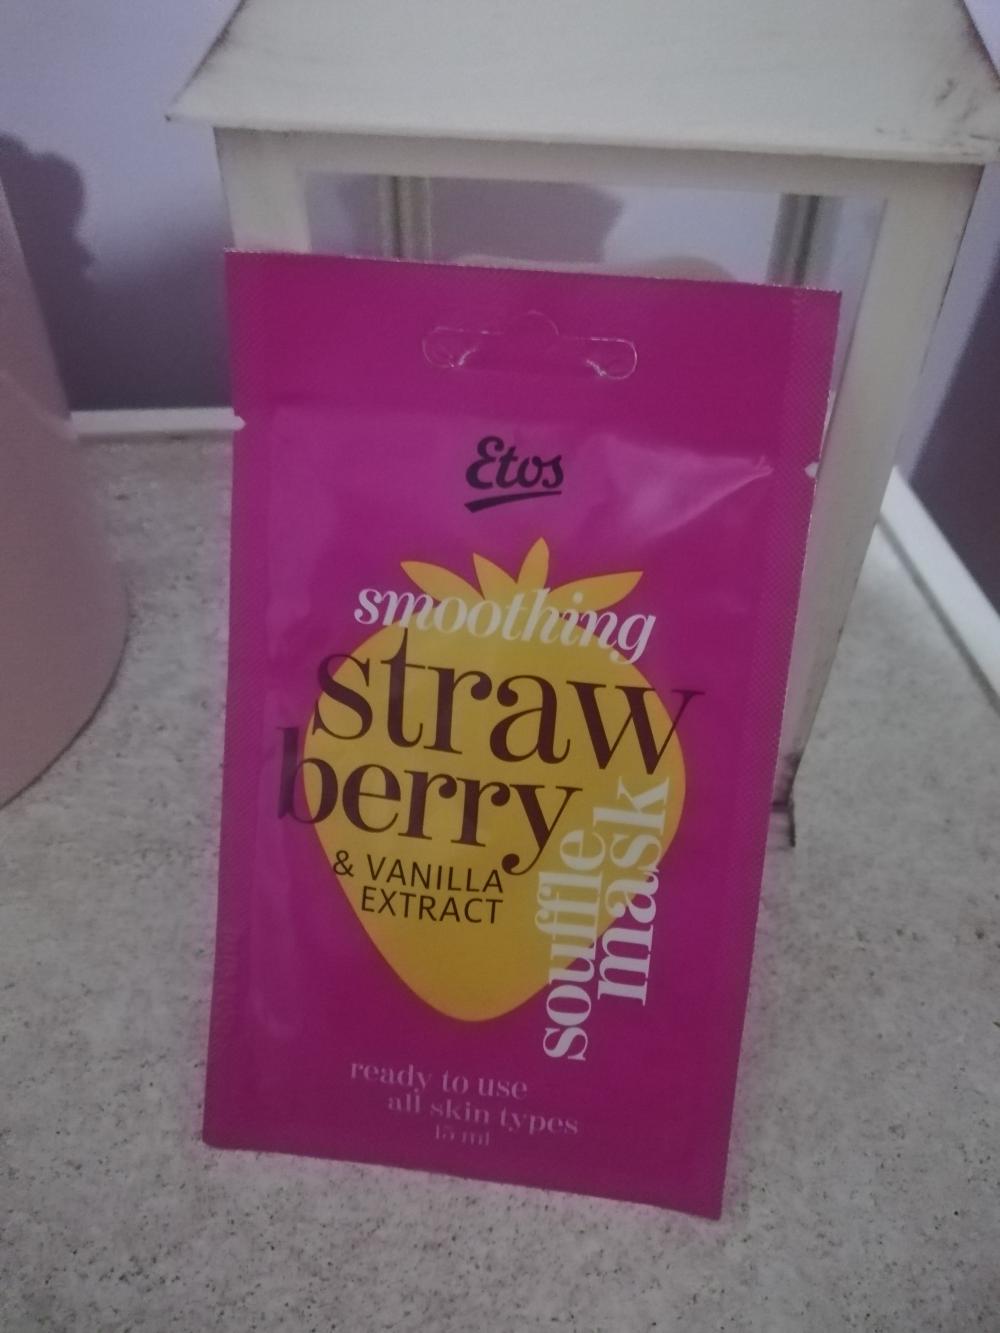 Etos
smoothing
straw
berry
& VANILLA
EXTRACT
souffle
mask
ready to use
all skin types
15 ml